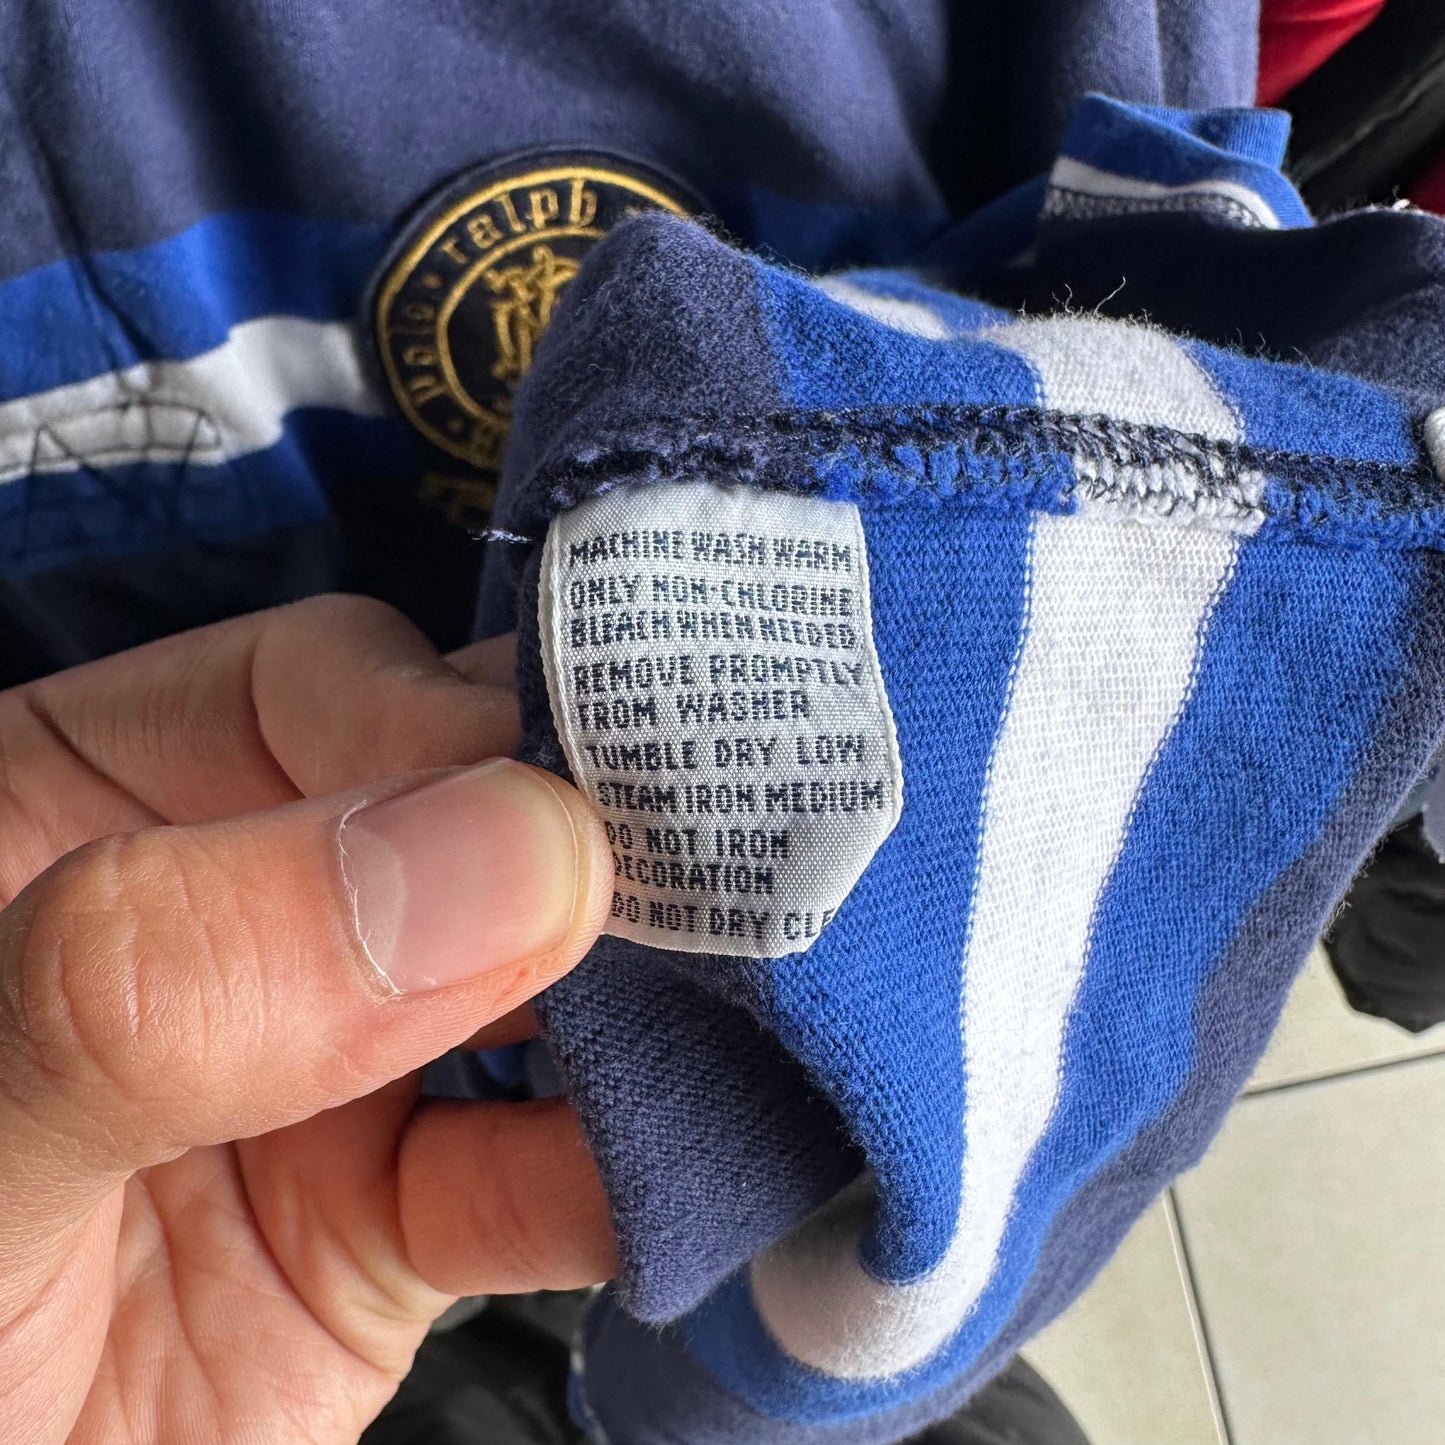 polo · ralph
MACHINE WASH WARM
ONLY NON-CHLORINE
BLEACH WHEN NEEDED
REMOVE PROMPTLY
FROM WASHER
TUMBLE DRY LOW
STEAM IRON MEDIUM
DO NOT IRON
DECORATION
DO NOT DRY CLE